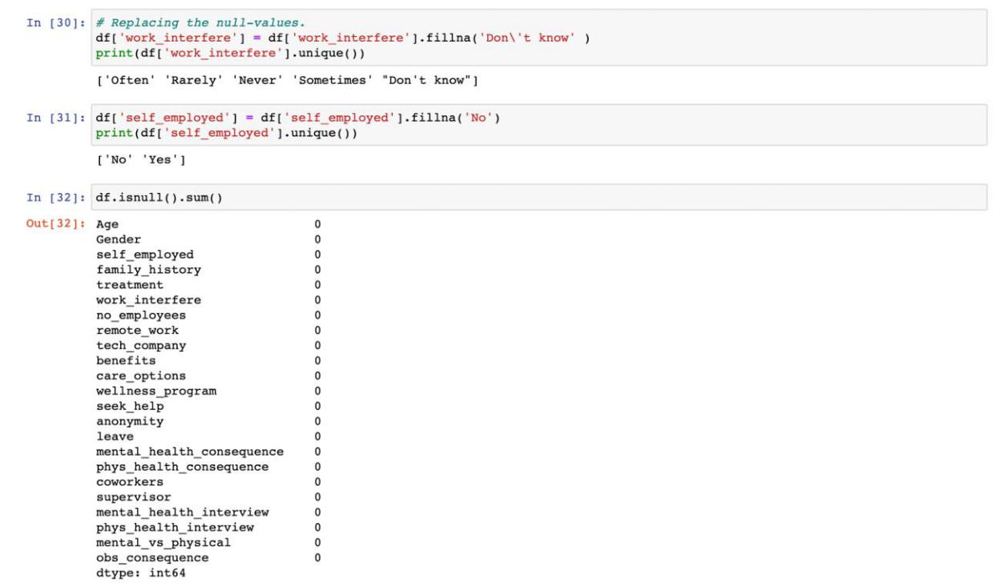 In [30]: # Replacing the null-values.
df['work_interfere'] = df['work_interfere'].fillna('Don\'t know' )
print(df['work_interfere'].unique())
['Often' 'Rarely' 'Never' 'Sometimes' "Don't know"]
In [31]: df['self_employed'] = df['self_employed'].fillna('No')
print(df['self_employed'].unique())
['No' 'Yes']
In [32]: df.isnull().sum()
Out[32]: Age 0
Gender 0
self_employed 0
family_history 0
treatment 0
work_interfere 0
no_employees 0
remote_work 0
tech_company 0
benefits 0
care_options 0
wellness_program 0
seek_help 0
anonymity 0
leave 0
mental_health_consequence 0
phys_health_consequence 0
coworkers 0
supervisor 0
mental_health_interview 0
phys_health_interview 0
mental_vs_physical 0
obs_consequence 0
dtype: int64